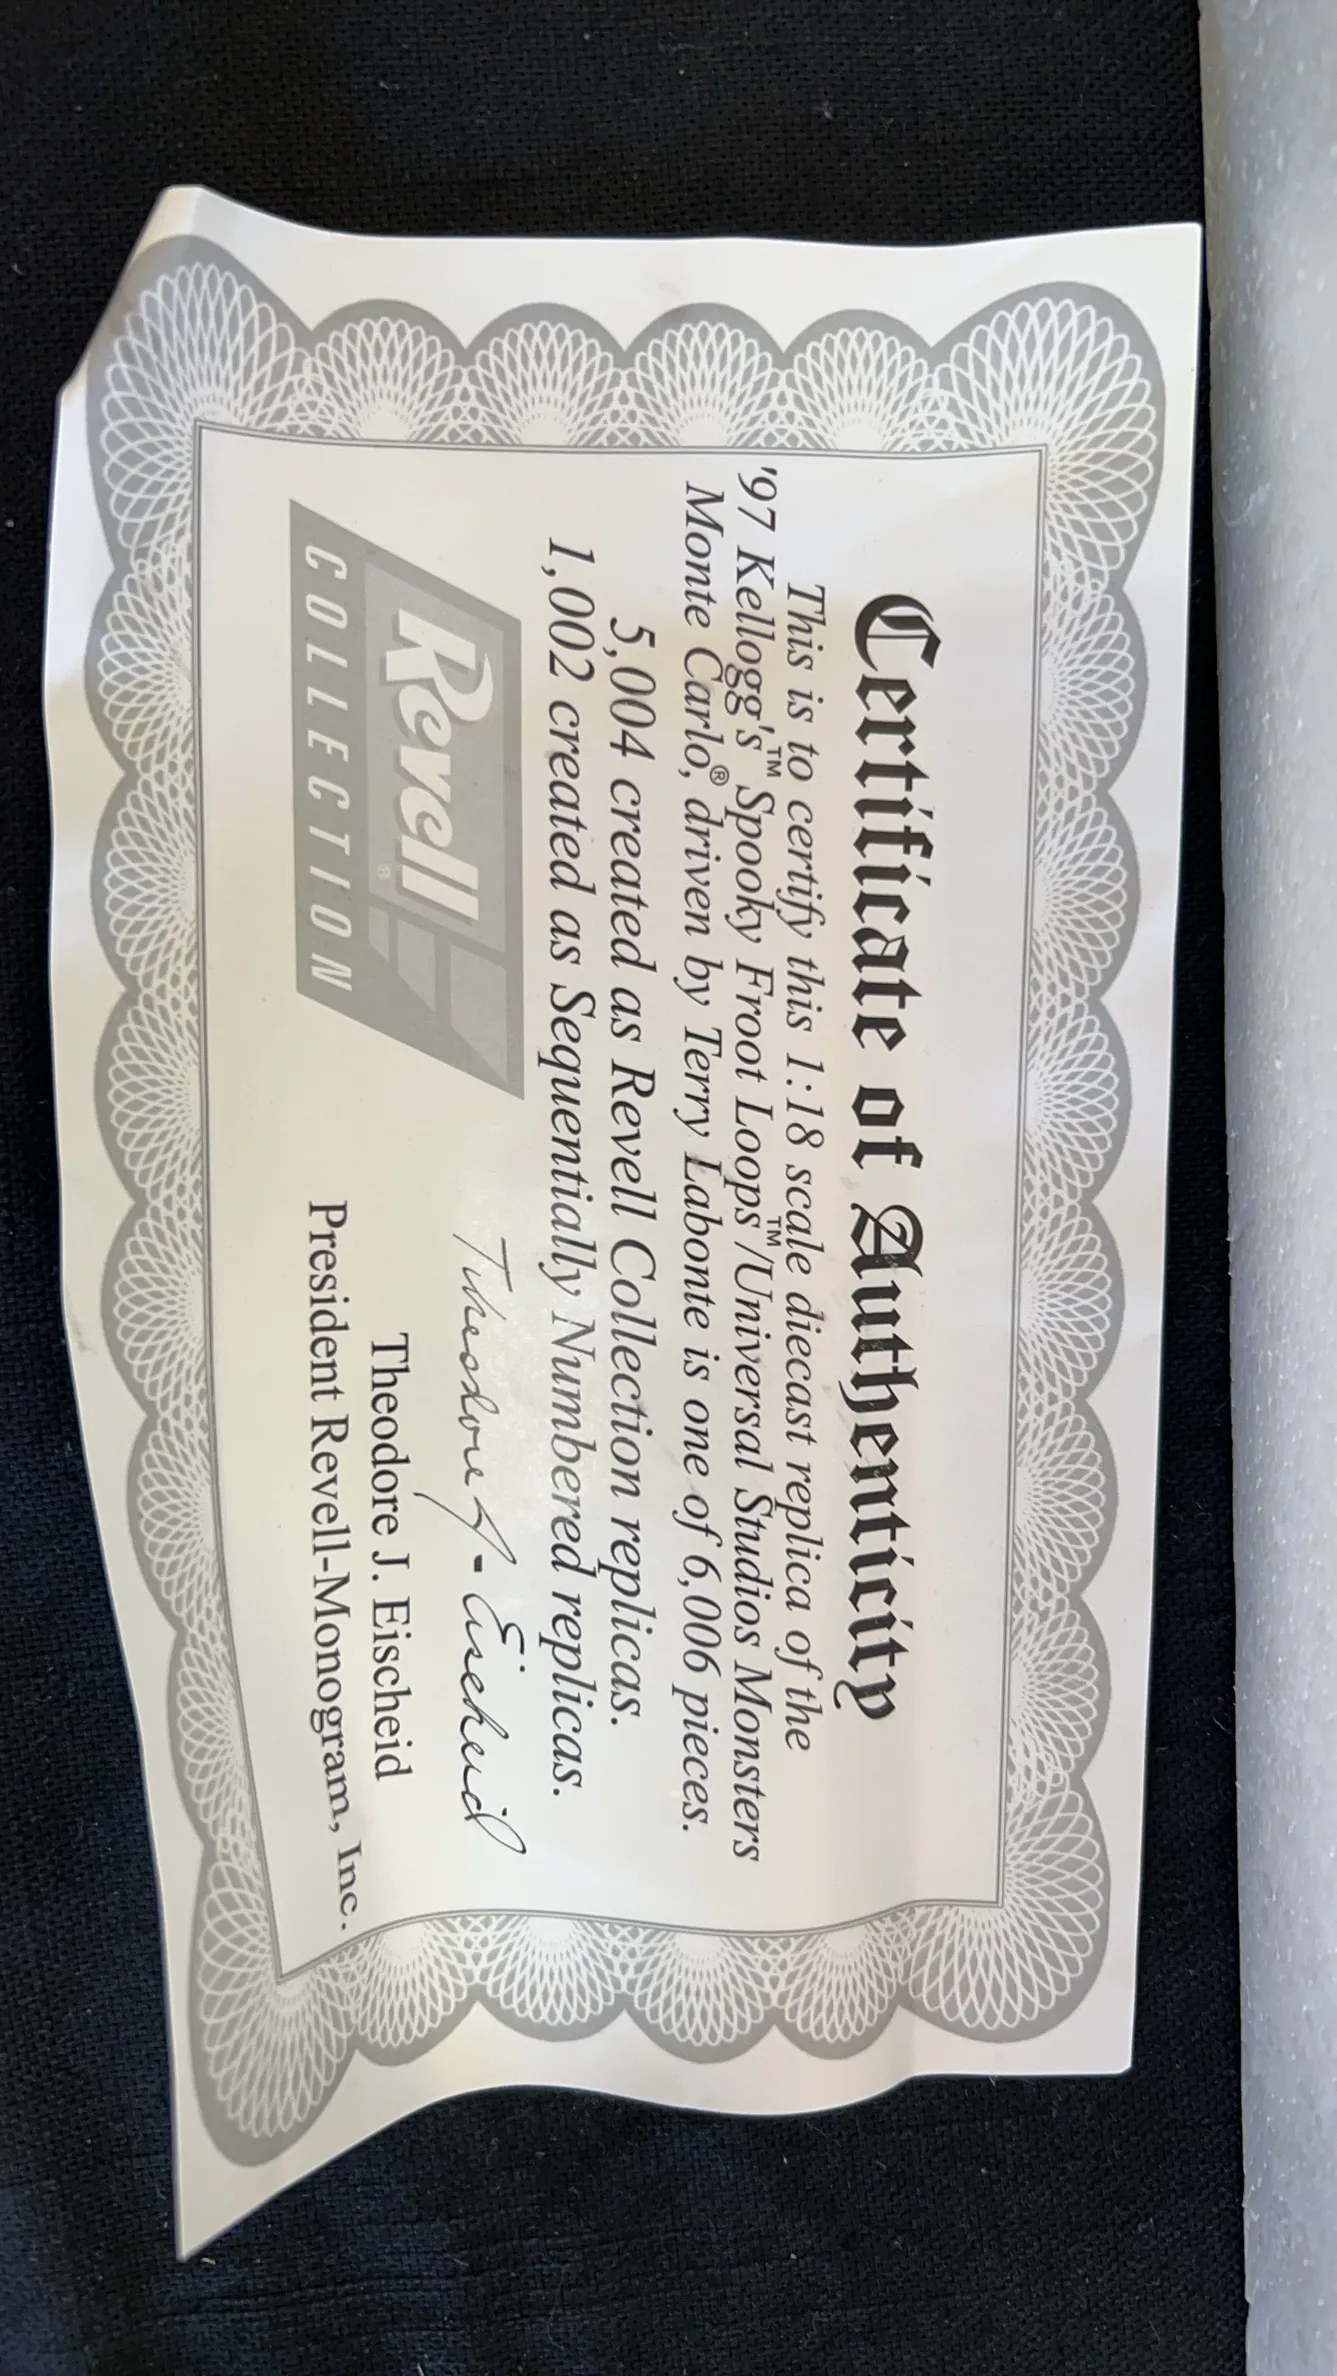 Certificate of Authenticity
This is to certify this 1:18 scale diecast replica of the
'97 Kellogg's™ Spooky Froot Loops™/Universal Studios Monsters
Monte Carlo,® driven by Terry Labonte is one of 6,006 pieces.
5,004 created as Revell Collection replicas.
1,002 created as Sequentially Numbered replicas.
Revell®
COLLECTION
Theodore J. Eischeid
Theodore J. Eischeid
President Revell-Monogram, Inc.